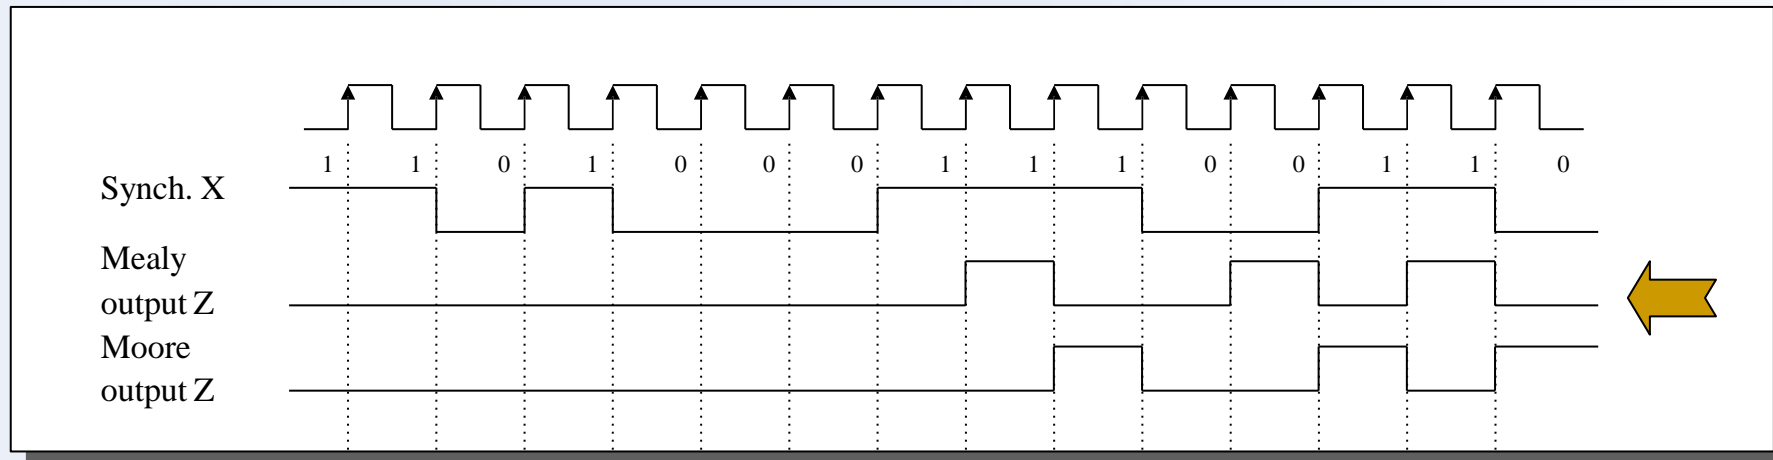 1 1 0 1 0 0 0 1 1 1 0 0 1 1 0
Synch. X
Mealy
output Z
Moore
output Z